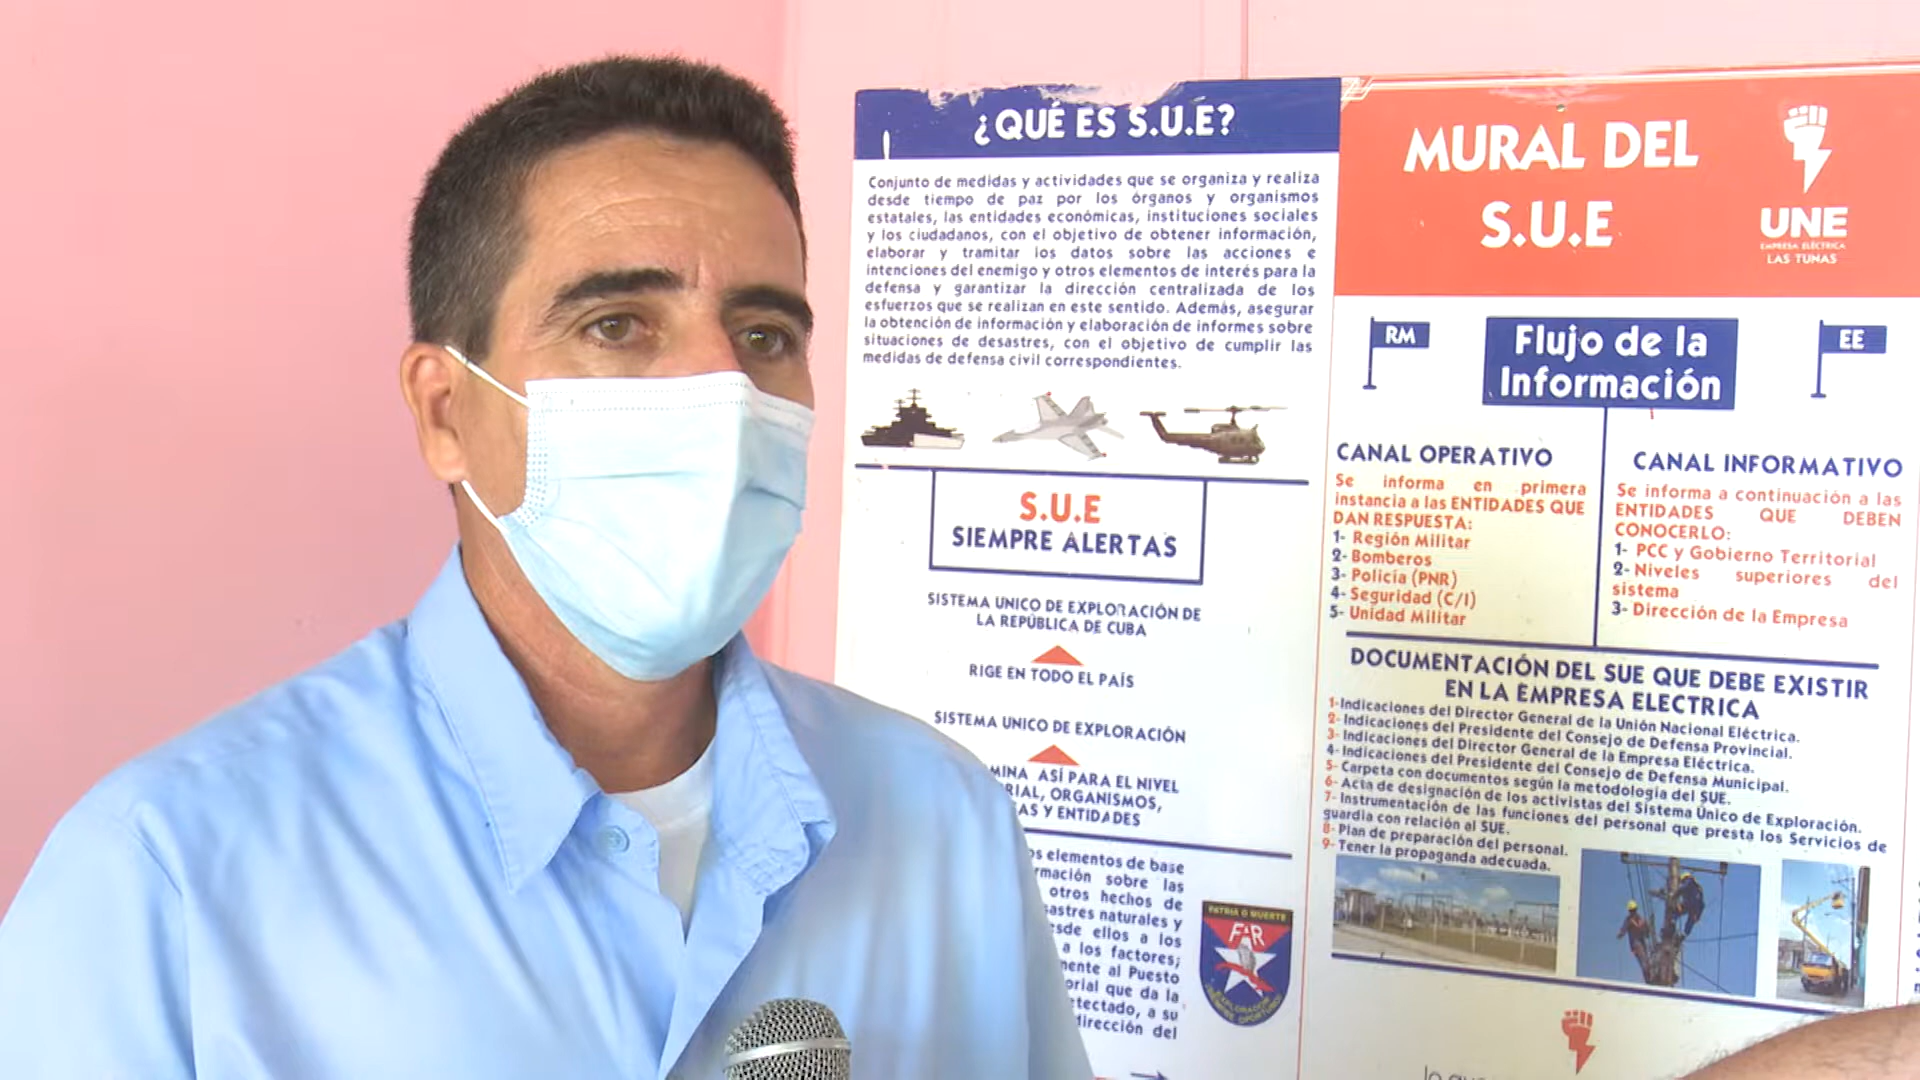 ¿QUÉ ES S.U.E?
Conjunto de medidas y actividades que se organiza y realiza
desde tiempo de paz por los órganos y organismos
estatales, las entidades económicas, instituciones sociales
y los ciudadanos, con el objetivo de obtener información,
elaborar y tramitar los datos sobre las acciones e
intenciones del enemigo y otros elementos de interés para la
defensa y garantizar la dirección centralizada de los
esfuerzos que se realizan en este sentido. Además, asegurar
la obtención de información y elaboración de informes sobre
situaciones de desastres, con el objetivo de cumplir las
medidas de defensa civil correspondientes.
S.U.E
SIEMPRE ALERTAS
SISTEMA UNICO DE EXPLORACIÓN DE
LA REPÚBLICA DE CUBA
RIGE EN TODO EL PAÍS
SISTEMA UNICO DE EXPLORACIÓN
MINA ASÍ PARA EL NIVEL
RIAL, ORGANISMOS,
AS Y ENTIDADES
os elementos de base
rmación sobre las
otros hechos de
astres naturales y
esde ellos a los
a los factores;
mente al Puesto
orial que da la
etectado, a su
dirección del
PATRIA O MUERTE
FAR
MURAL DEL
S.U.E
UNE
EMPRESA ELÉCTRICA
LAS TUNAS
RM
Flujo de la
Información
EE
CANAL OPERATIVO
Se informa en primera
instancia a las ENTIDADES QUE
DAN RESPUESTA:
1- Región Militar
2- Bomberos
3- Policía (PNR)
4- Seguridad (C/I)
5- Unidad Militar
CANAL INFORMATIVO
Se informa a continuación a las
ENTIDADES QUE DEBEN
CONOCERLO:
1- PCC y Gobierno Territorial
2- Niveles superiores del
sistema
3- Dirección de la Empresa
DOCUMENTACIÓN DEL SUE QUE DEBE EXISTIR
EN LA EMPRESA ELECTRICA
1- Indicaciones del Director General de la Unión Nacional Eléctrica.
2- Indicaciones del Presidente del Consejo de Defensa Provincial.
3- Indicaciones del Director General de la Empresa Eléctrica.
4- Indicaciones del Presidente del Consejo de Defensa Municipal.
5- Carpeta con documentos según la metodología del SUE.
6- Acta de designación de los activistas del Sistema Único de Exploración.
7- Instrumentación de las funciones del personal que presta los Servicios de
guardia con relación al SUE.
8- Plan de preparación del personal.
9- Tener la propaganda adecuada.